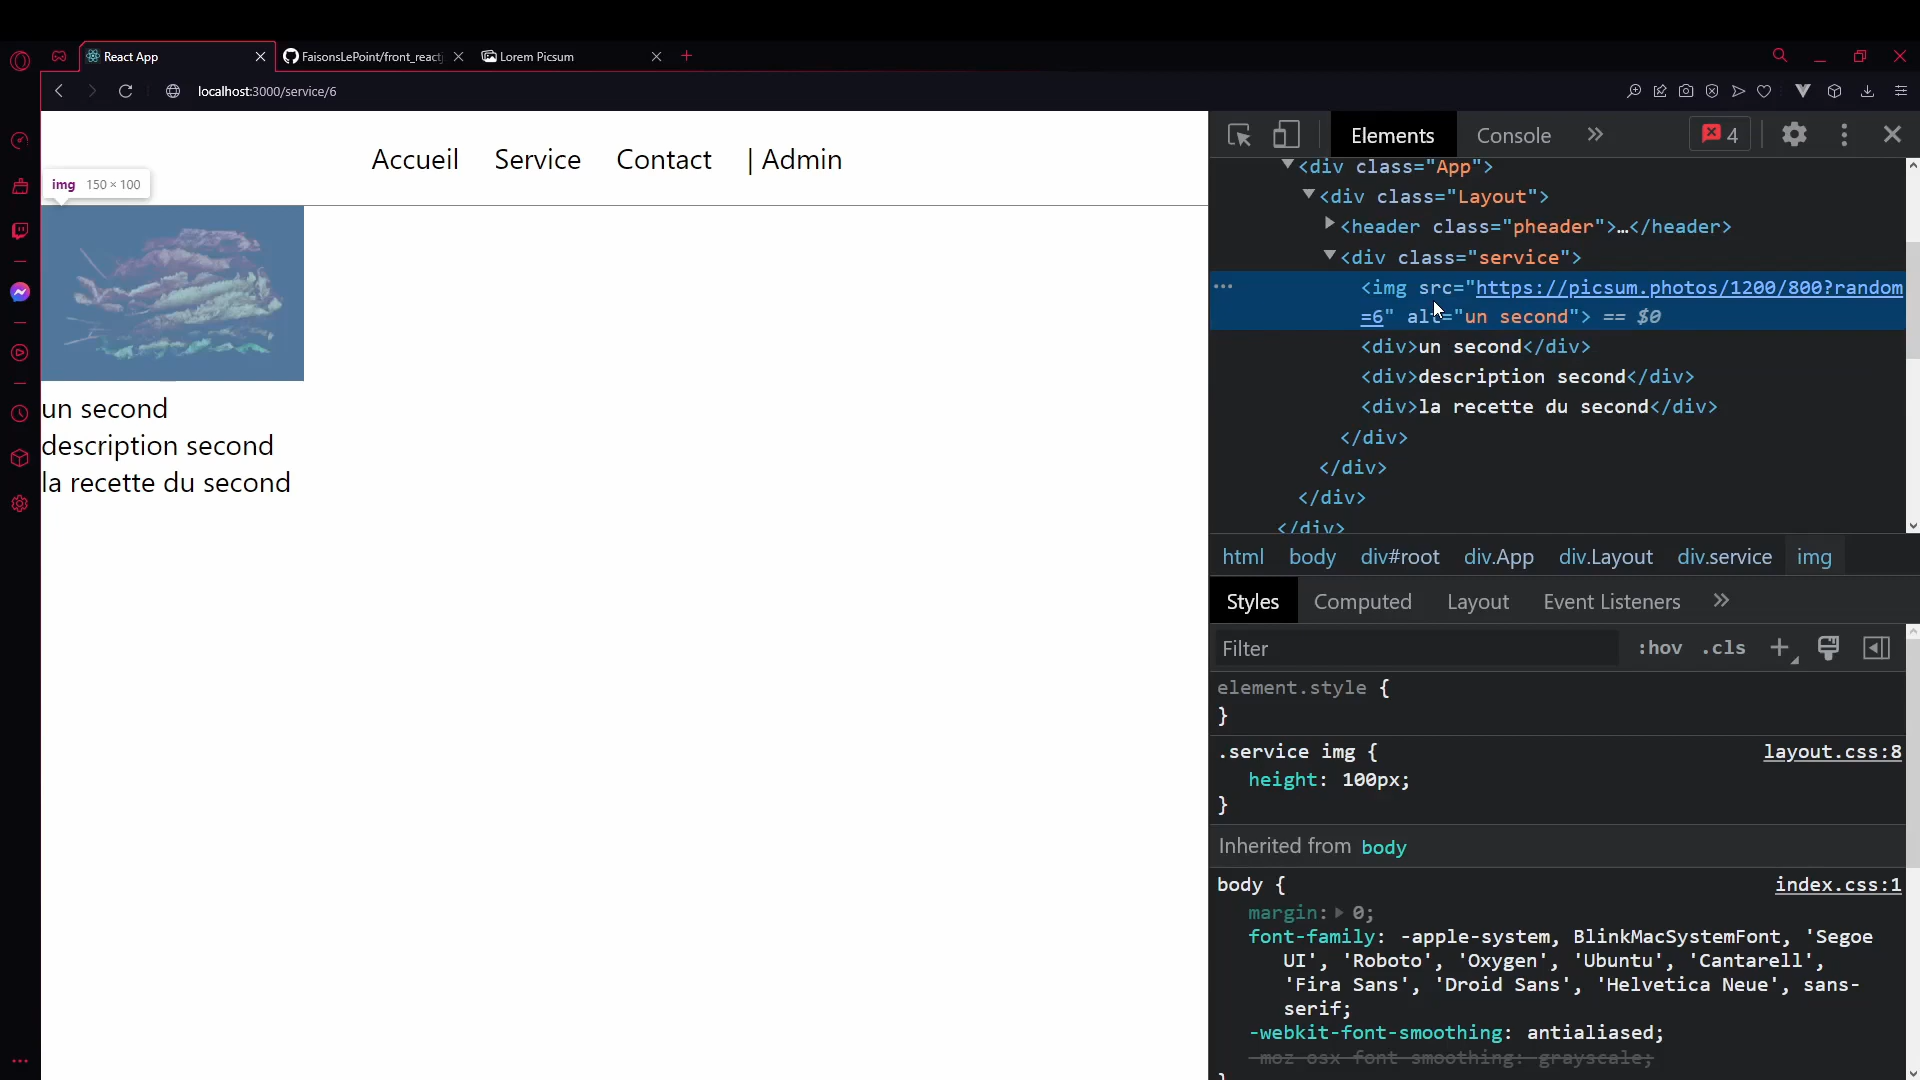 React App
FaisonsLePoint/front_react
Lorem Picsum
localhost:3000/service/6
Accueil Service Contact | Admin
img 150 × 100
un second
description second
la recette du second
Elements Console 4
<div class="App">
<div class="Layout">
<header class="pheader">…</header>
<div class="service">
<img src="https://picsum.photos/1200/800?random
=6" alt="un second"> == $0
<div>un second</div>
<div>description second</div>
<div>la recette du second</div>
</div>
</div>
</div>
</div>
html body div#root div.App div.Layout div.service img
Styles Computed Layout Event Listeners
Filter :hov .cls
element.style {
}
.service img { layout.css:8
height: 100px;
}
Inherited from body
body { index.css:1
margin: 0;
font-family: -apple-system, BlinkMacSystemFont, 'Segoe
UI', 'Roboto', 'Oxygen', 'Ubuntu', 'Cantarell',
'Fira Sans', 'Droid Sans', 'Helvetica Neue', sans-
serif;
-webkit-font-smoothing: antialiased;
-moz-osx-font-smoothing: grayscale;
}